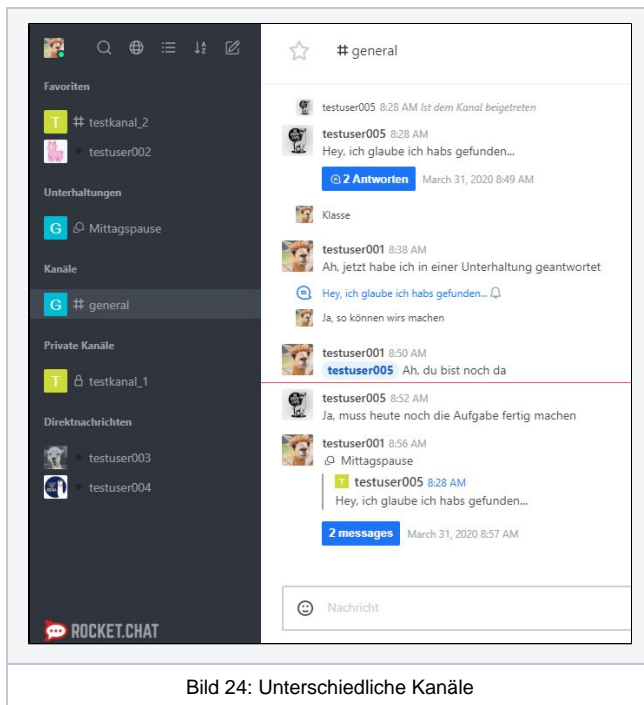 Favoriten
T # testkanal_2
testuser002
Unterhaltungen
G Mittagspause
Kanäle
G # general
Private Kanäle
T testkanal_1
Direktnachrichten
testuser003
testuser004
ROCKET.CHAT
# general
testuser005 8:28 AM Ist dem Kanal beigetreten
testuser005 8:28 AM
Hey, ich glaube ich habs gefunden...
2 Antworten March 31, 2020 8:49 AM
Klasse
testuser001 8:38 AM
Ah, jetzt habe ich in einer Unterhaltung geantwortet
Hey, ich glaube ich habs gefunden...
Ja, so können wirs machen
testuser001 8:50 AM
testuser005 Ah, du bist noch da
testuser005 8:52 AM
Ja, muss heute noch die Aufgabe fertig machen
testuser001 8:56 AM
Mittagspause
T testuser005 8:28 AM
Hey, ich glaube ich habs gefunden...
2 messages March 31, 2020 8:57 AM
Nachricht
Bild 24: Unterschiedliche Kanäle